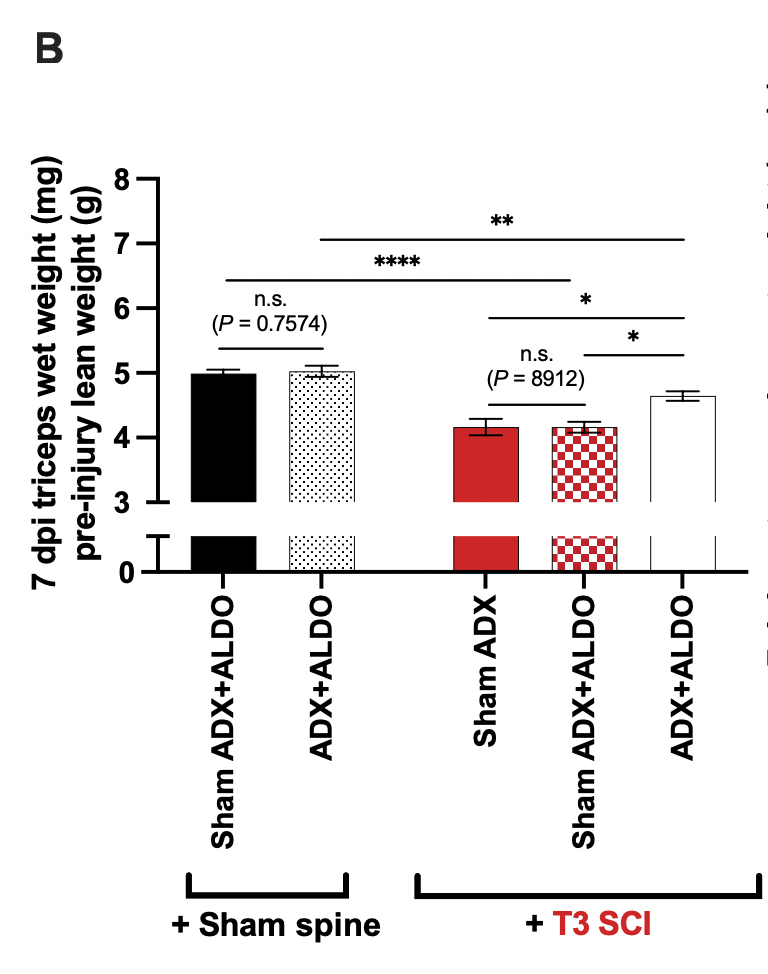 B
7 dpi triceps wet weight (mg)
pre-injury lean weight (g)
8
7
6
5
4
3
0
**
****
*
*
n.s.
(P = 0.7574)
n.s.
(P = 8912)
Sham ADX+ALDO
ADX+ALDO
Sham ADX
Sham ADX+ALDO
ADX+ALDO
+ Sham spine
+ T3 SCI